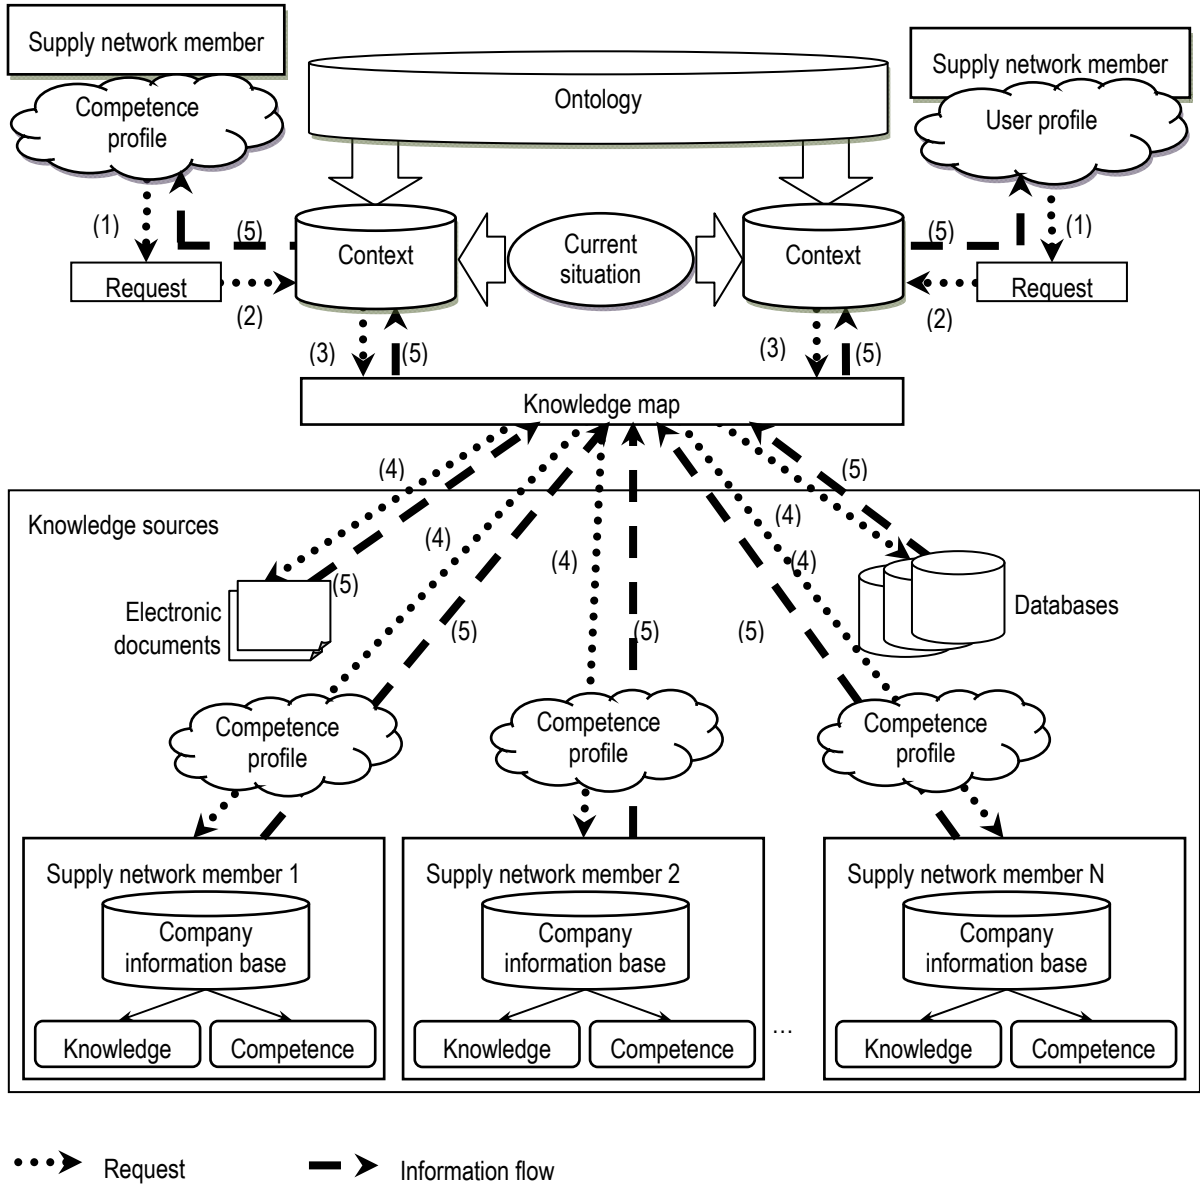 Supply network member
Competence
profile
Ontology
Supply network member
User profile
(1)
(5)
Context
Current
situation
Context
(5)
(1)
Request
(2)
Request
(2)
(3)
(5)
(3)
(5)
Knowledge map
(4)
(5)
Knowledge sources
(4)
(4)
(4)
(4)
(5)
Electronic
documents
Databases
(5)
(5)
(5)
Competence
profile
Competence
profile
Competence
profile
Supply network member 1
Company
information base
Knowledge
Competence
Supply network member 2
Company
information base
Knowledge
Competence
...
Supply network member N
Company
information base
Knowledge
Competence
Request
Information flow